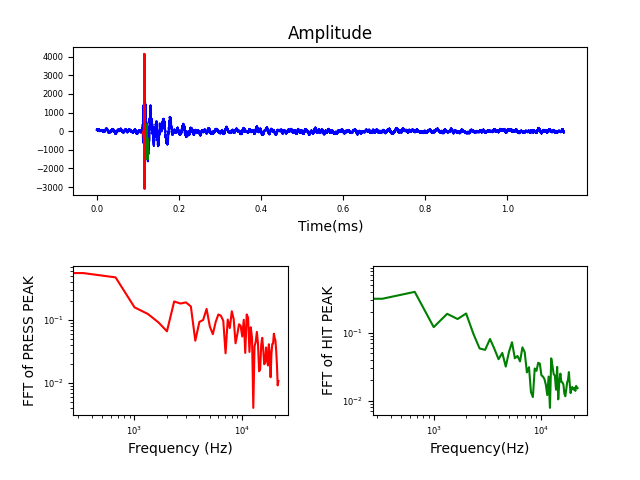 Amplitude
4000
3000
2000
1000
0
−1000
−2000
−3000
0.0 0.2 0.4 0.6 0.8 1.0
Time(ms)
FFT of PRESS PEAK
10⁻¹
10⁻²
10³ 10⁴
Frequency (Hz)
FFT of HIT PEAK
10⁻¹
10⁻²
10³ 10⁴
Frequency(Hz)